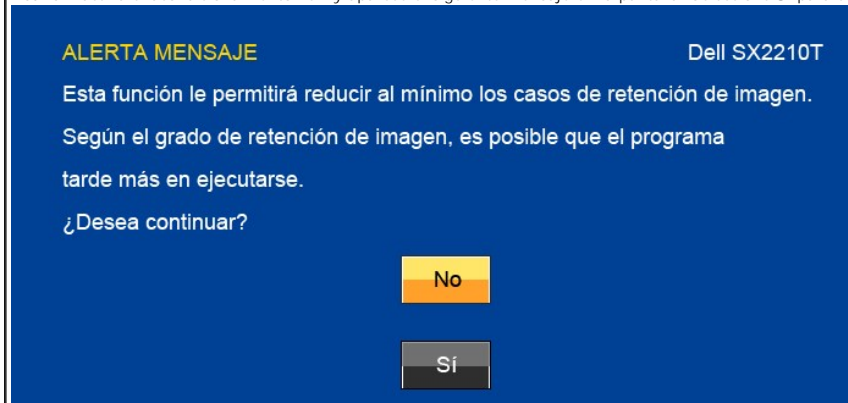 ALERTA MENSAJE Dell SX2210T
Esta función le permitirá reducir al mínimo los casos de retención de imagen.
Según el grado de retención de imagen, es posible que el programa
tarde más en ejecutarse.
¿Desea continuar?
No
Sí